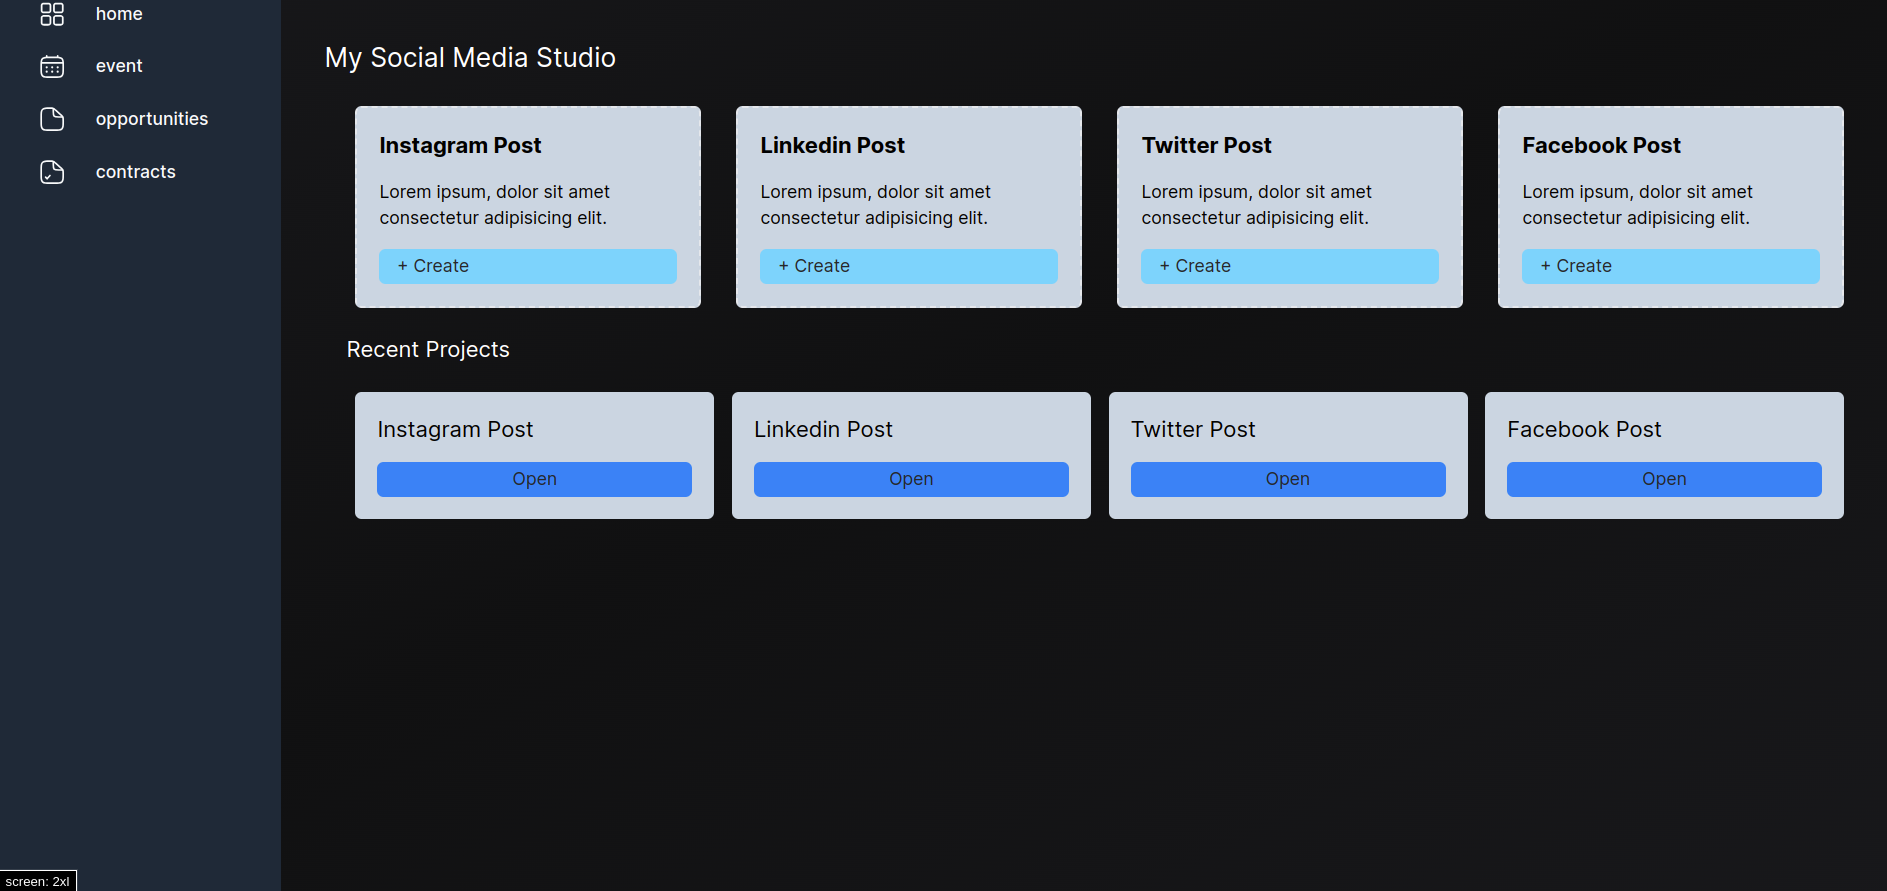 home
event
opportunities
contracts
My Social Media Studio
Instagram Post
Lorem ipsum, dolor sit amet
consectetur adipisicing elit.
+ Create
Linkedin Post
Lorem ipsum, dolor sit amet
consectetur adipisicing elit.
+ Create
Twitter Post
Lorem ipsum, dolor sit amet
consectetur adipisicing elit.
+ Create
Facebook Post
Lorem ipsum, dolor sit amet
consectetur adipisicing elit.
+ Create
Recent Projects
Instagram Post
Open
Linkedin Post
Open
Twitter Post
Open
Facebook Post
Open
screen: 2xl